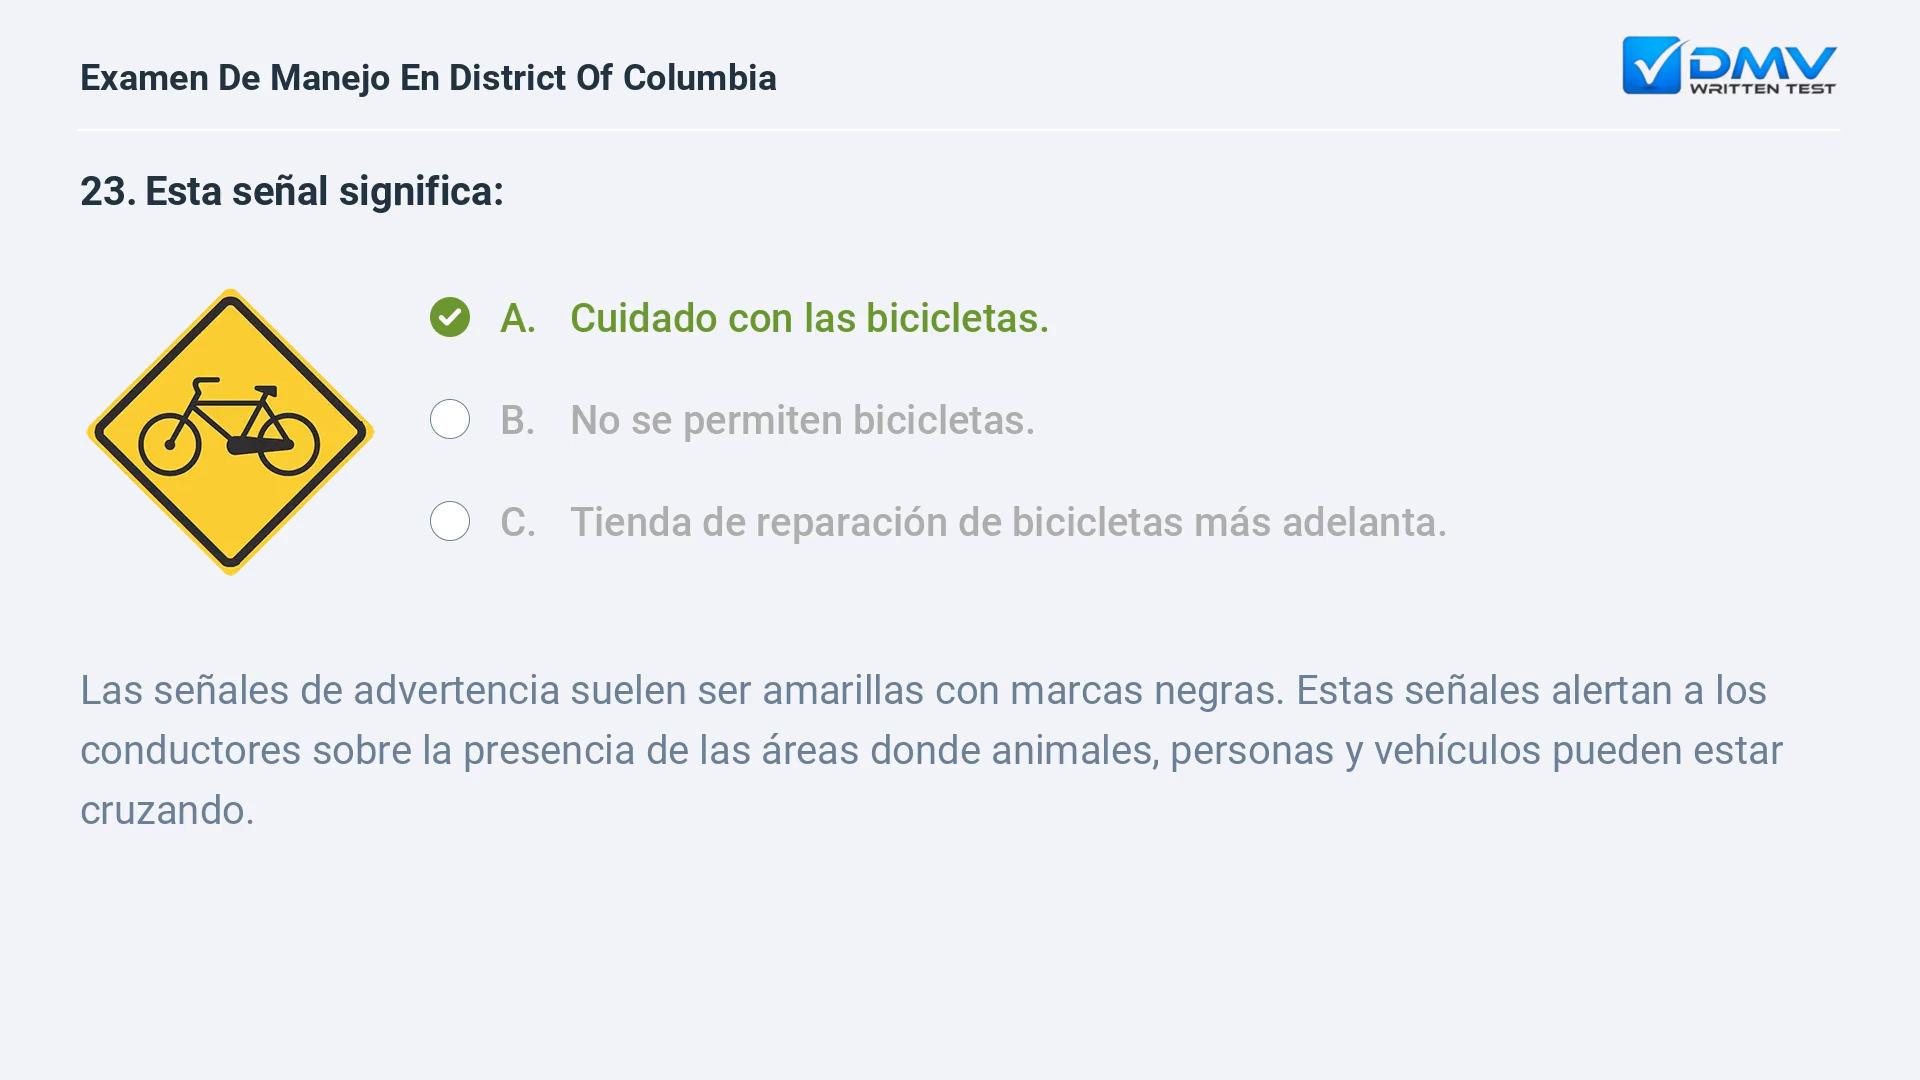 Examen De Manejo En District Of Columbia
DMV
WRITTEN TEST
23. Esta señal significa:
A. Cuidado con las bicicletas.
B. No se permiten bicicletas.
C. Tienda de reparación de bicicletas más adelanta.
Las señales de advertencia suelen ser amarillas con marcas negras. Estas señales alertan a los
conductores sobre la presencia de las áreas donde animales, personas y vehículos pueden estar
cruzando.